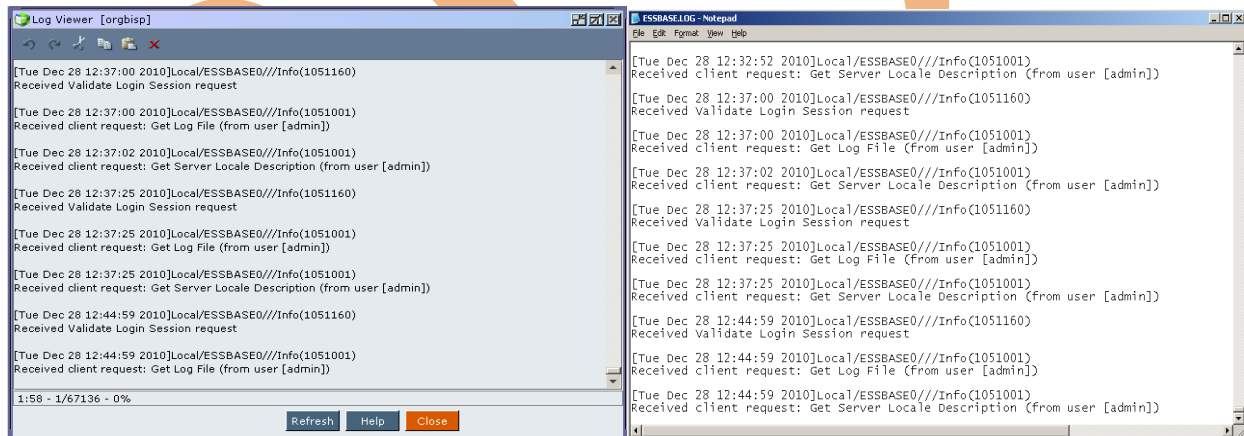 Log Viewer [orgbisp]
[Tue Dec 28 12:37:00 2010]Local/ESSBASE0///Info(1051160)
Received Validate Login Session request
[Tue Dec 28 12:37:00 2010]Local/ESSBASE0///Info(1051001)
Received client request: Get Log File (from user [admin])
[Tue Dec 28 12:37:02 2010]Local/ESSBASE0///Info(1051001)
Received client request: Get Server Locale Description (from user [admin])
[Tue Dec 28 12:37:25 2010]Local/ESSBASE0///Info(1051160)
Received Validate Login Session request
[Tue Dec 28 12:37:25 2010]Local/ESSBASE0///Info(1051001)
Received client request: Get Log File (from user [admin])
[Tue Dec 28 12:37:25 2010]Local/ESSBASE0///Info(1051001)
Received client request: Get Server Locale Description (from user [admin])
[Tue Dec 28 12:44:59 2010]Local/ESSBASE0///Info(1051160)
Received Validate Login Session request
[Tue Dec 28 12:44:59 2010]Local/ESSBASE0///Info(1051001)
Received client request: Get Log File (from user [admin])
1:58 - 1/67136 - 0%
Refresh Help Close
ESSBASE.LOG - Notepad
File Edit Format View Help
[Tue Dec 28 12:32:52 2010]Local/ESSBASE0///Info(1051001)
Received client request: Get Server Locale Description (from user [admin])
[Tue Dec 28 12:37:00 2010]Local/ESSBASE0///Info(1051160)
Received Validate Login Session request
[Tue Dec 28 12:37:00 2010]Local/ESSBASE0///Info(1051001)
Received client request: Get Log File (from user [admin])
[Tue Dec 28 12:37:02 2010]Local/ESSBASE0///Info(1051001)
Received client request: Get Server Locale Description (from user [admin])
[Tue Dec 28 12:37:25 2010]Local/ESSBASE0///Info(1051160)
Received Validate Login Session request
[Tue Dec 28 12:37:25 2010]Local/ESSBASE0///Info(1051001)
Received client request: Get Log File (from user [admin])
[Tue Dec 28 12:37:25 2010]Local/ESSBASE0///Info(1051001)
Received client request: Get Server Locale Description (from user [admin])
[Tue Dec 28 12:44:59 2010]Local/ESSBASE0///Info(1051160)
Received Validate Login Session request
[Tue Dec 28 12:44:59 2010]Local/ESSBASE0///Info(1051001)
Received client request: Get Log File (from user [admin])
[Tue Dec 28 12:44:59 2010]Local/ESSBASE0///Info(1051001)
Received client request: Get Server Locale Description (from user [admin])